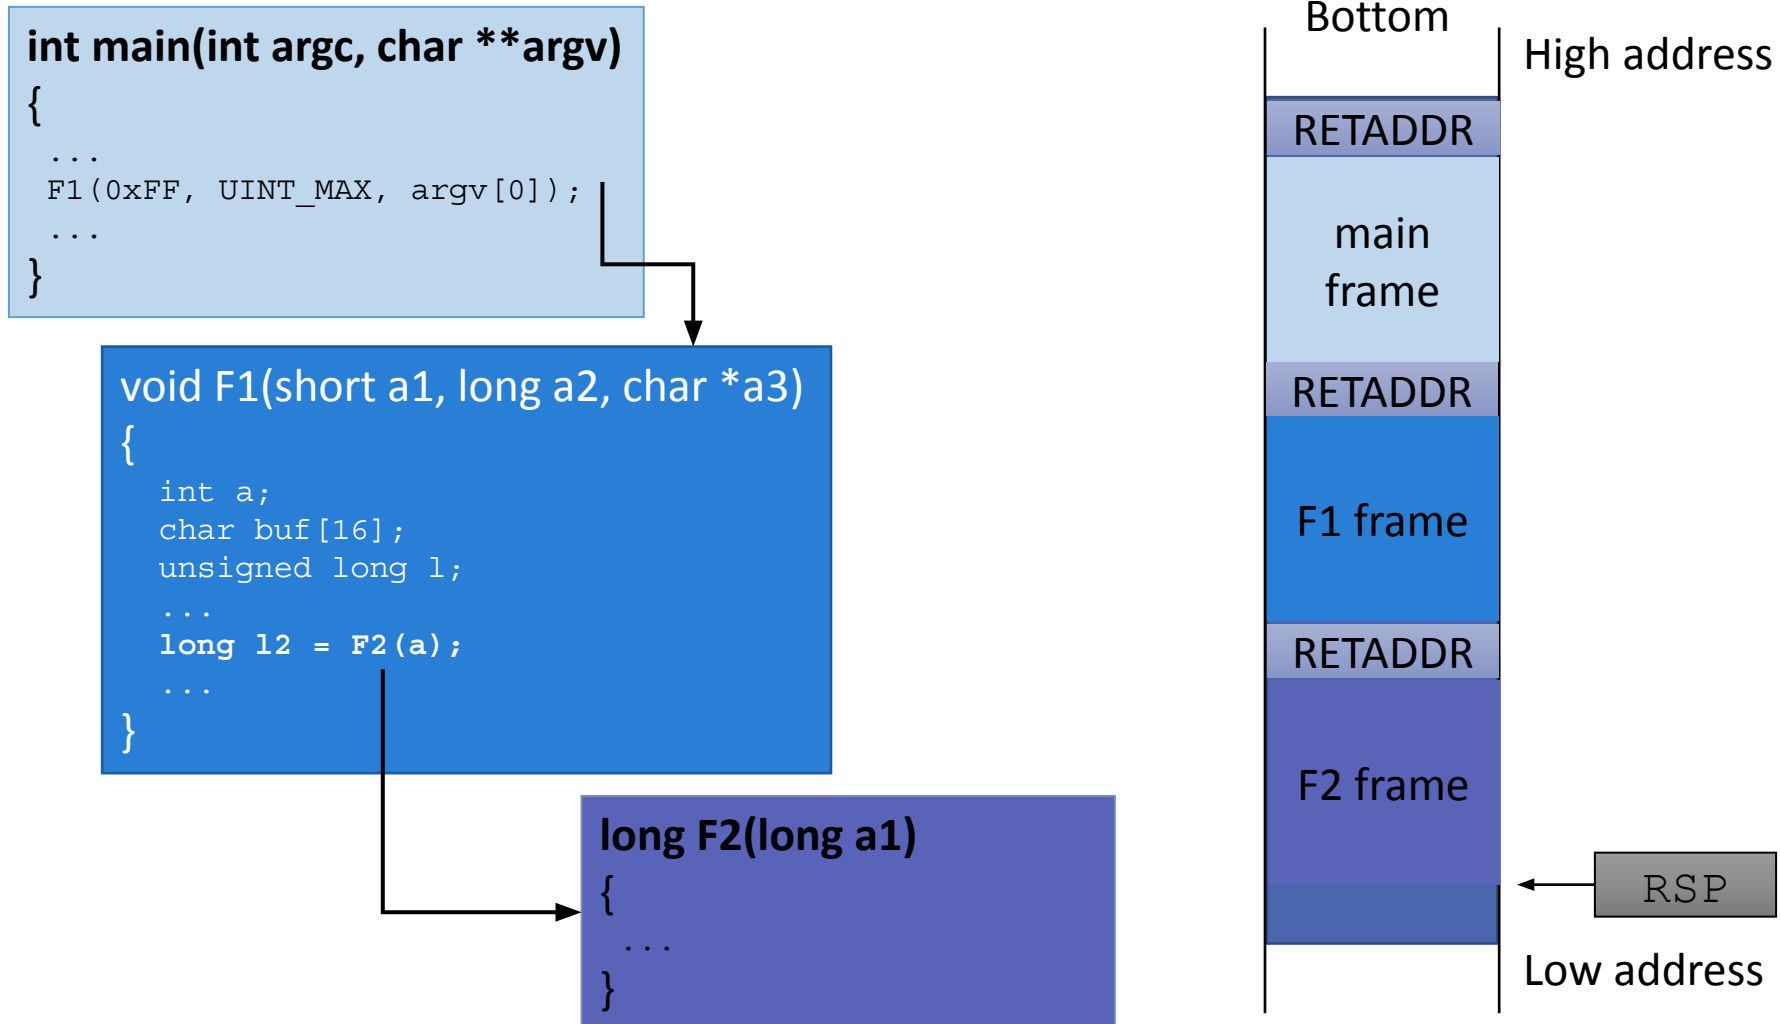 int main(int argc, char **argv)
{
...
F1(0xFF, UINT_MAX, argv[0]);
...
}
void F1(short a1, long a2, char *a3)
{
int a;
char buf[16];
unsigned long l;
...
long l2 = F2(a);
...
}
long F2(long a1)
{
...
}
Bottom
High address
RETADDR
main
frame
RETADDR
F1 frame
RETADDR
F2 frame
RSP
Low address